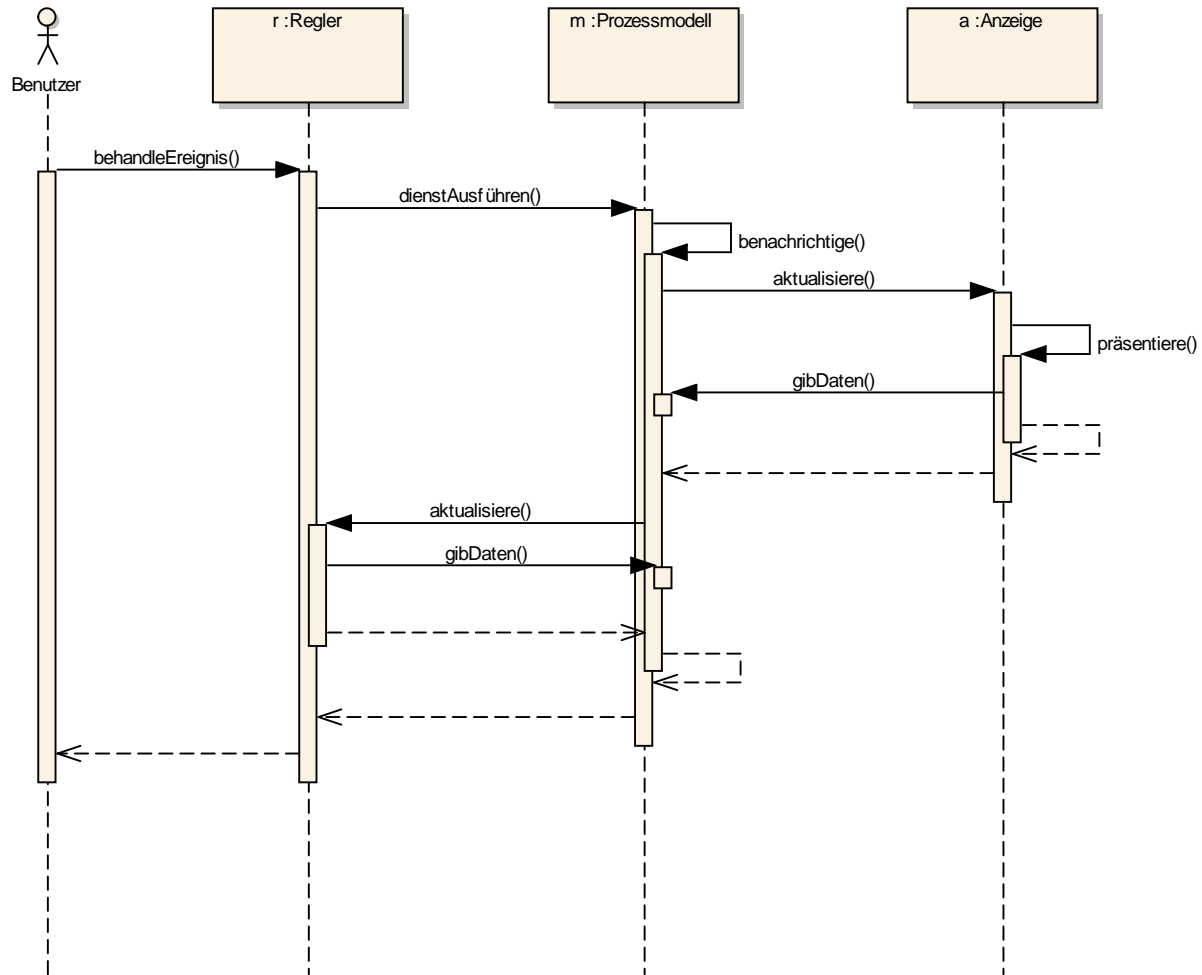 Benutzer
r :Regler
m :Prozessmodell
a :Anzeige
behandleEreignis()
dienstAusführen()
benachrichtige()
aktualisiere()
präsentiere()
gibDaten()
aktualisiere()
gibDaten()